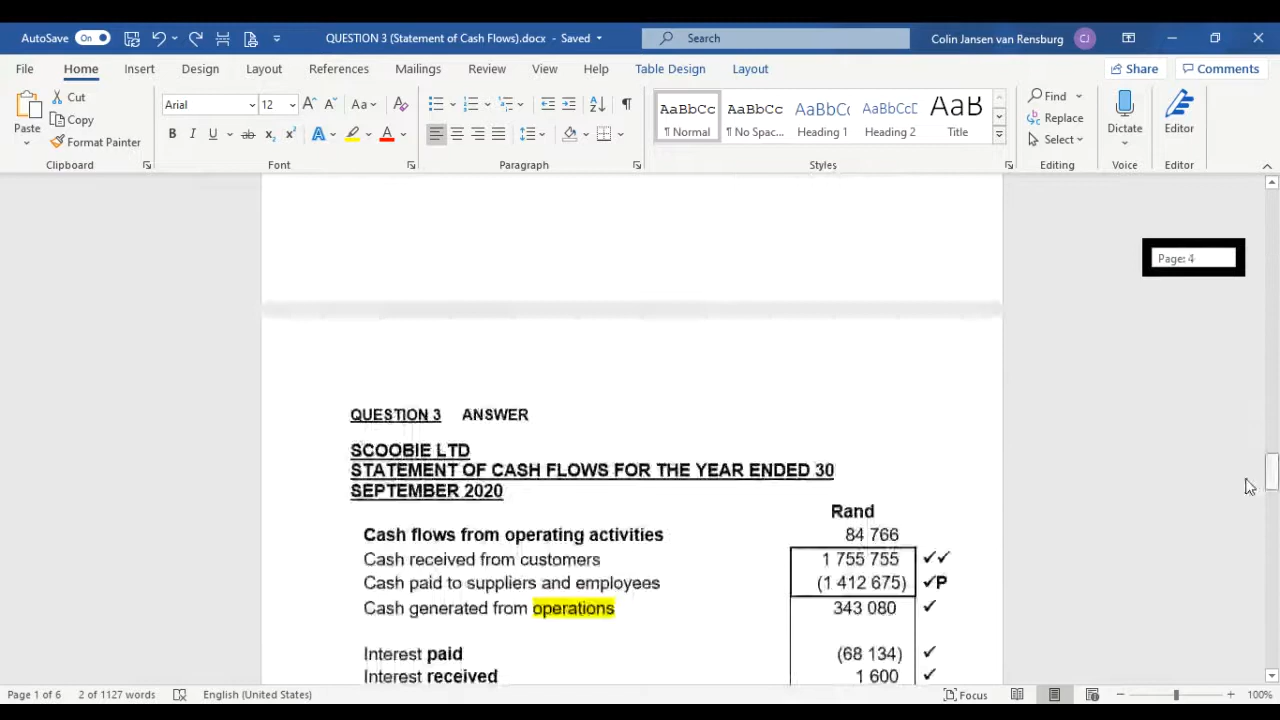 AutoSave On QUESTION 3 (Statement of Cash Flows).docx - Saved Search Colin Jansen van Rensburg CJ
File Home Insert Design Layout References Mailings Review View Help Table Design Layout Share Comments
Paste Cut Copy Format Painter
Clipboard
Arial 12
Font
Paragraph
AaBbCc AaBbCc AaBbC( AaBbCcD AaB
¶ Normal ¶ No Spac... Heading 1 Heading 2 Title
Styles
Find Replace Select
Editing
Dictate
Voice
Editor
Editor
Page: 4
QUESTION 3 ANSWER
SCOOBIE LTD
STATEMENT OF CASH FLOWS FOR THE YEAR ENDED 30
SEPTEMBER 2020
Rand
Cash flows from operating activities 84 766
Cash received from customers 1 755 755 ✓✓
Cash paid to suppliers and employees (1 412 675) ✓P
Cash generated from operations 343 080 ✓
Interest paid (68 134) ✓
Interest received 1 600 ✓
Page 1 of 6 2 of 1127 words English (United States) Focus 100%